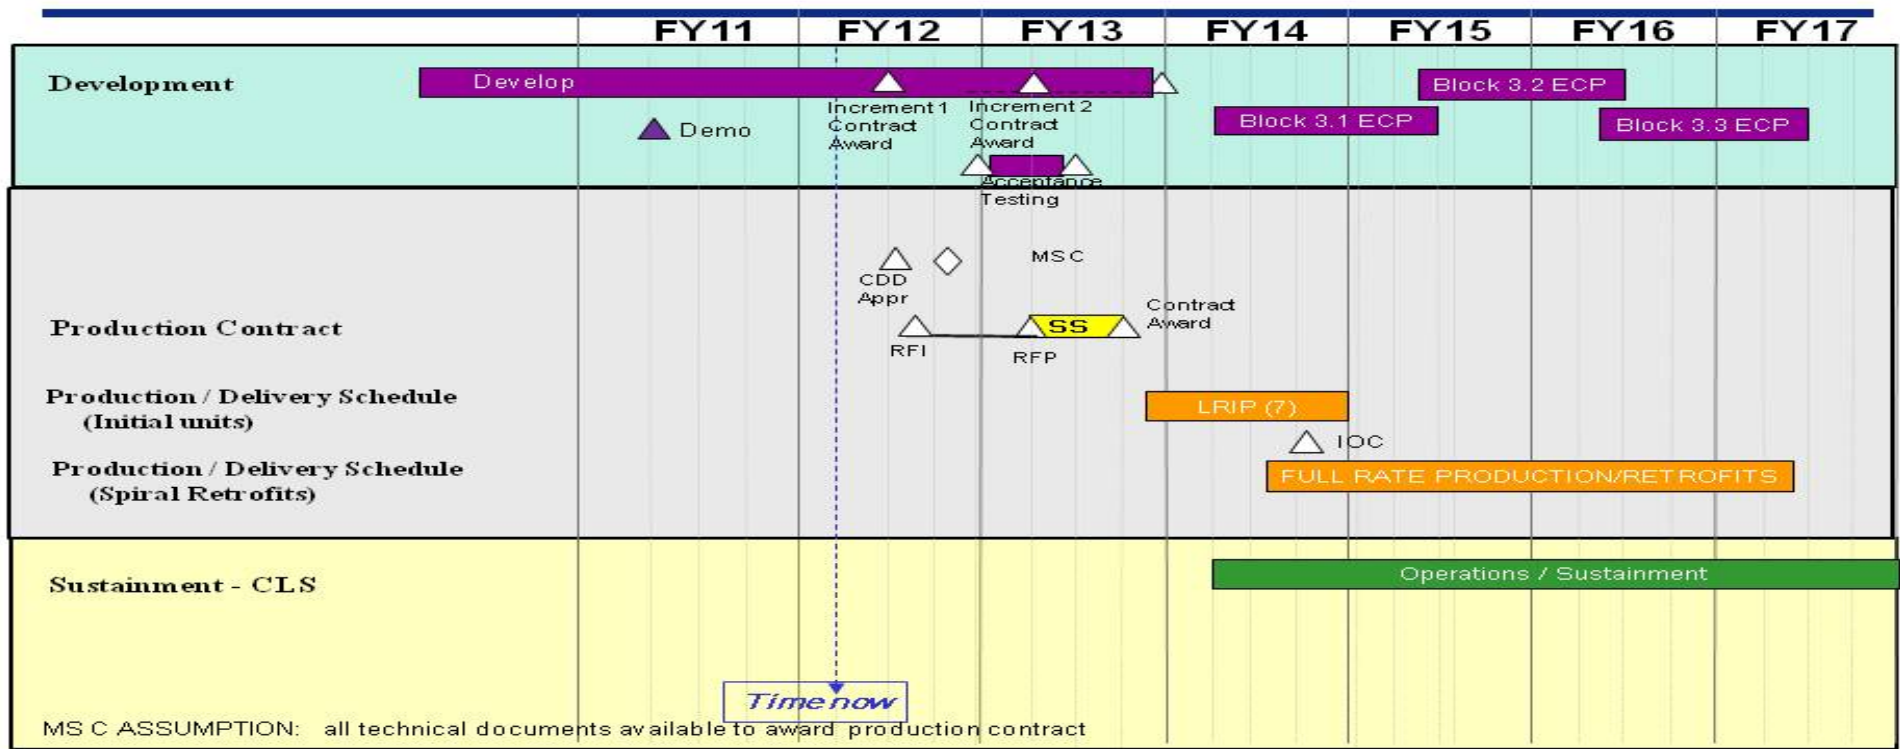 FY11 FY12 FY13 FY14 FY15 FY16 FY17
Development
Develop
Demo
Increment 1
Contract
Award
Increment 2
Contract
Award
Acceptance
Testing
Block 3.1 ECP
Block 3.2 ECP
Block 3.3 ECP
MS C
CDD
Appr
Production Contract
RFI
RFP
SS
Contract
Award
Production / Delivery Schedule
(Initial units)
LRIP (7)
IOC
Production / Delivery Schedule
(Spiral Retrofits)
FULL RATE PRODUCTION/RETROFITS
Sustainment - CLS
Operations / Sustainment
Time now
MS C ASSUMPTION: all technical documents available to award production contract